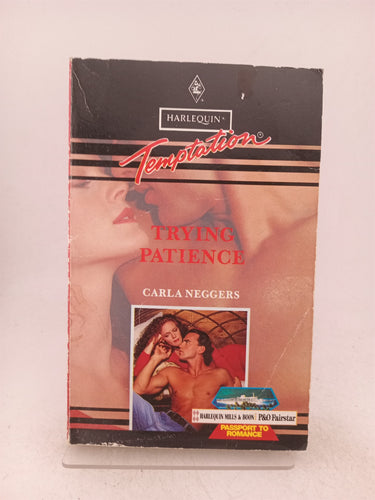 HARLEQUIN®
Temptation®
TRYING
PATIENCE
CARLA NEGGERS
HARLEQUIN MILLS & BOON P&O Fairstar
PASSPORT TO
ROMANCE